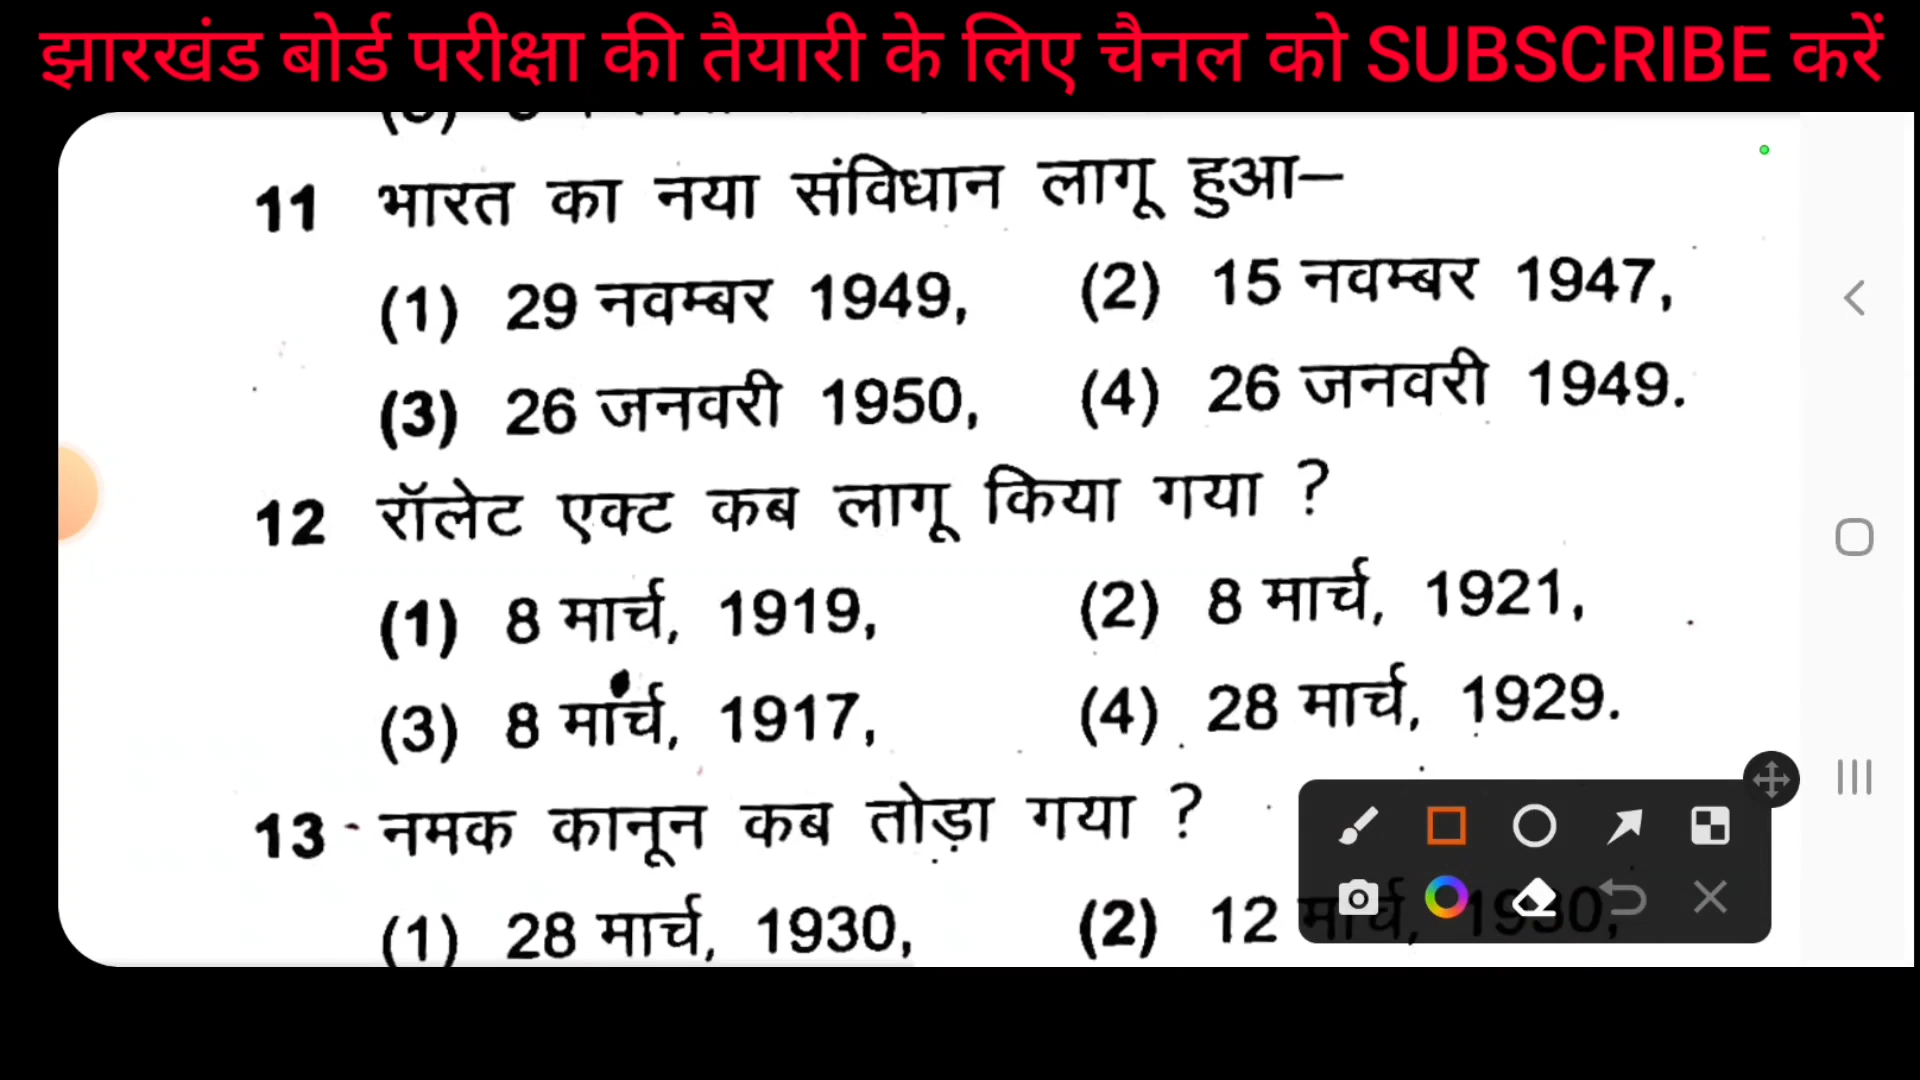 झारखंड बोर्ड परीक्षा की तैयारी के लिए चैनल को SUBSCRIBE करें
11 भारत का नया संविधान लागू हुआ–
(1) 29 नवम्बर 1949, (2) 15 नवम्बर 1947,
(3) 26 जनवरी 1950, (4) 26 जनवरी 1949.
12 रॉलेट एक्ट कब लागू किया गया ?
(1) 8 मार्च, 1919, (2) 8 मार्च, 1921,
(3) 8 मार्च, 1917, (4) 28 मार्च, 1929.
13 नमक कानून कब तोड़ा गया ?
(1) 28 मार्च, 1930, (2) 12 मार्च, 1930,